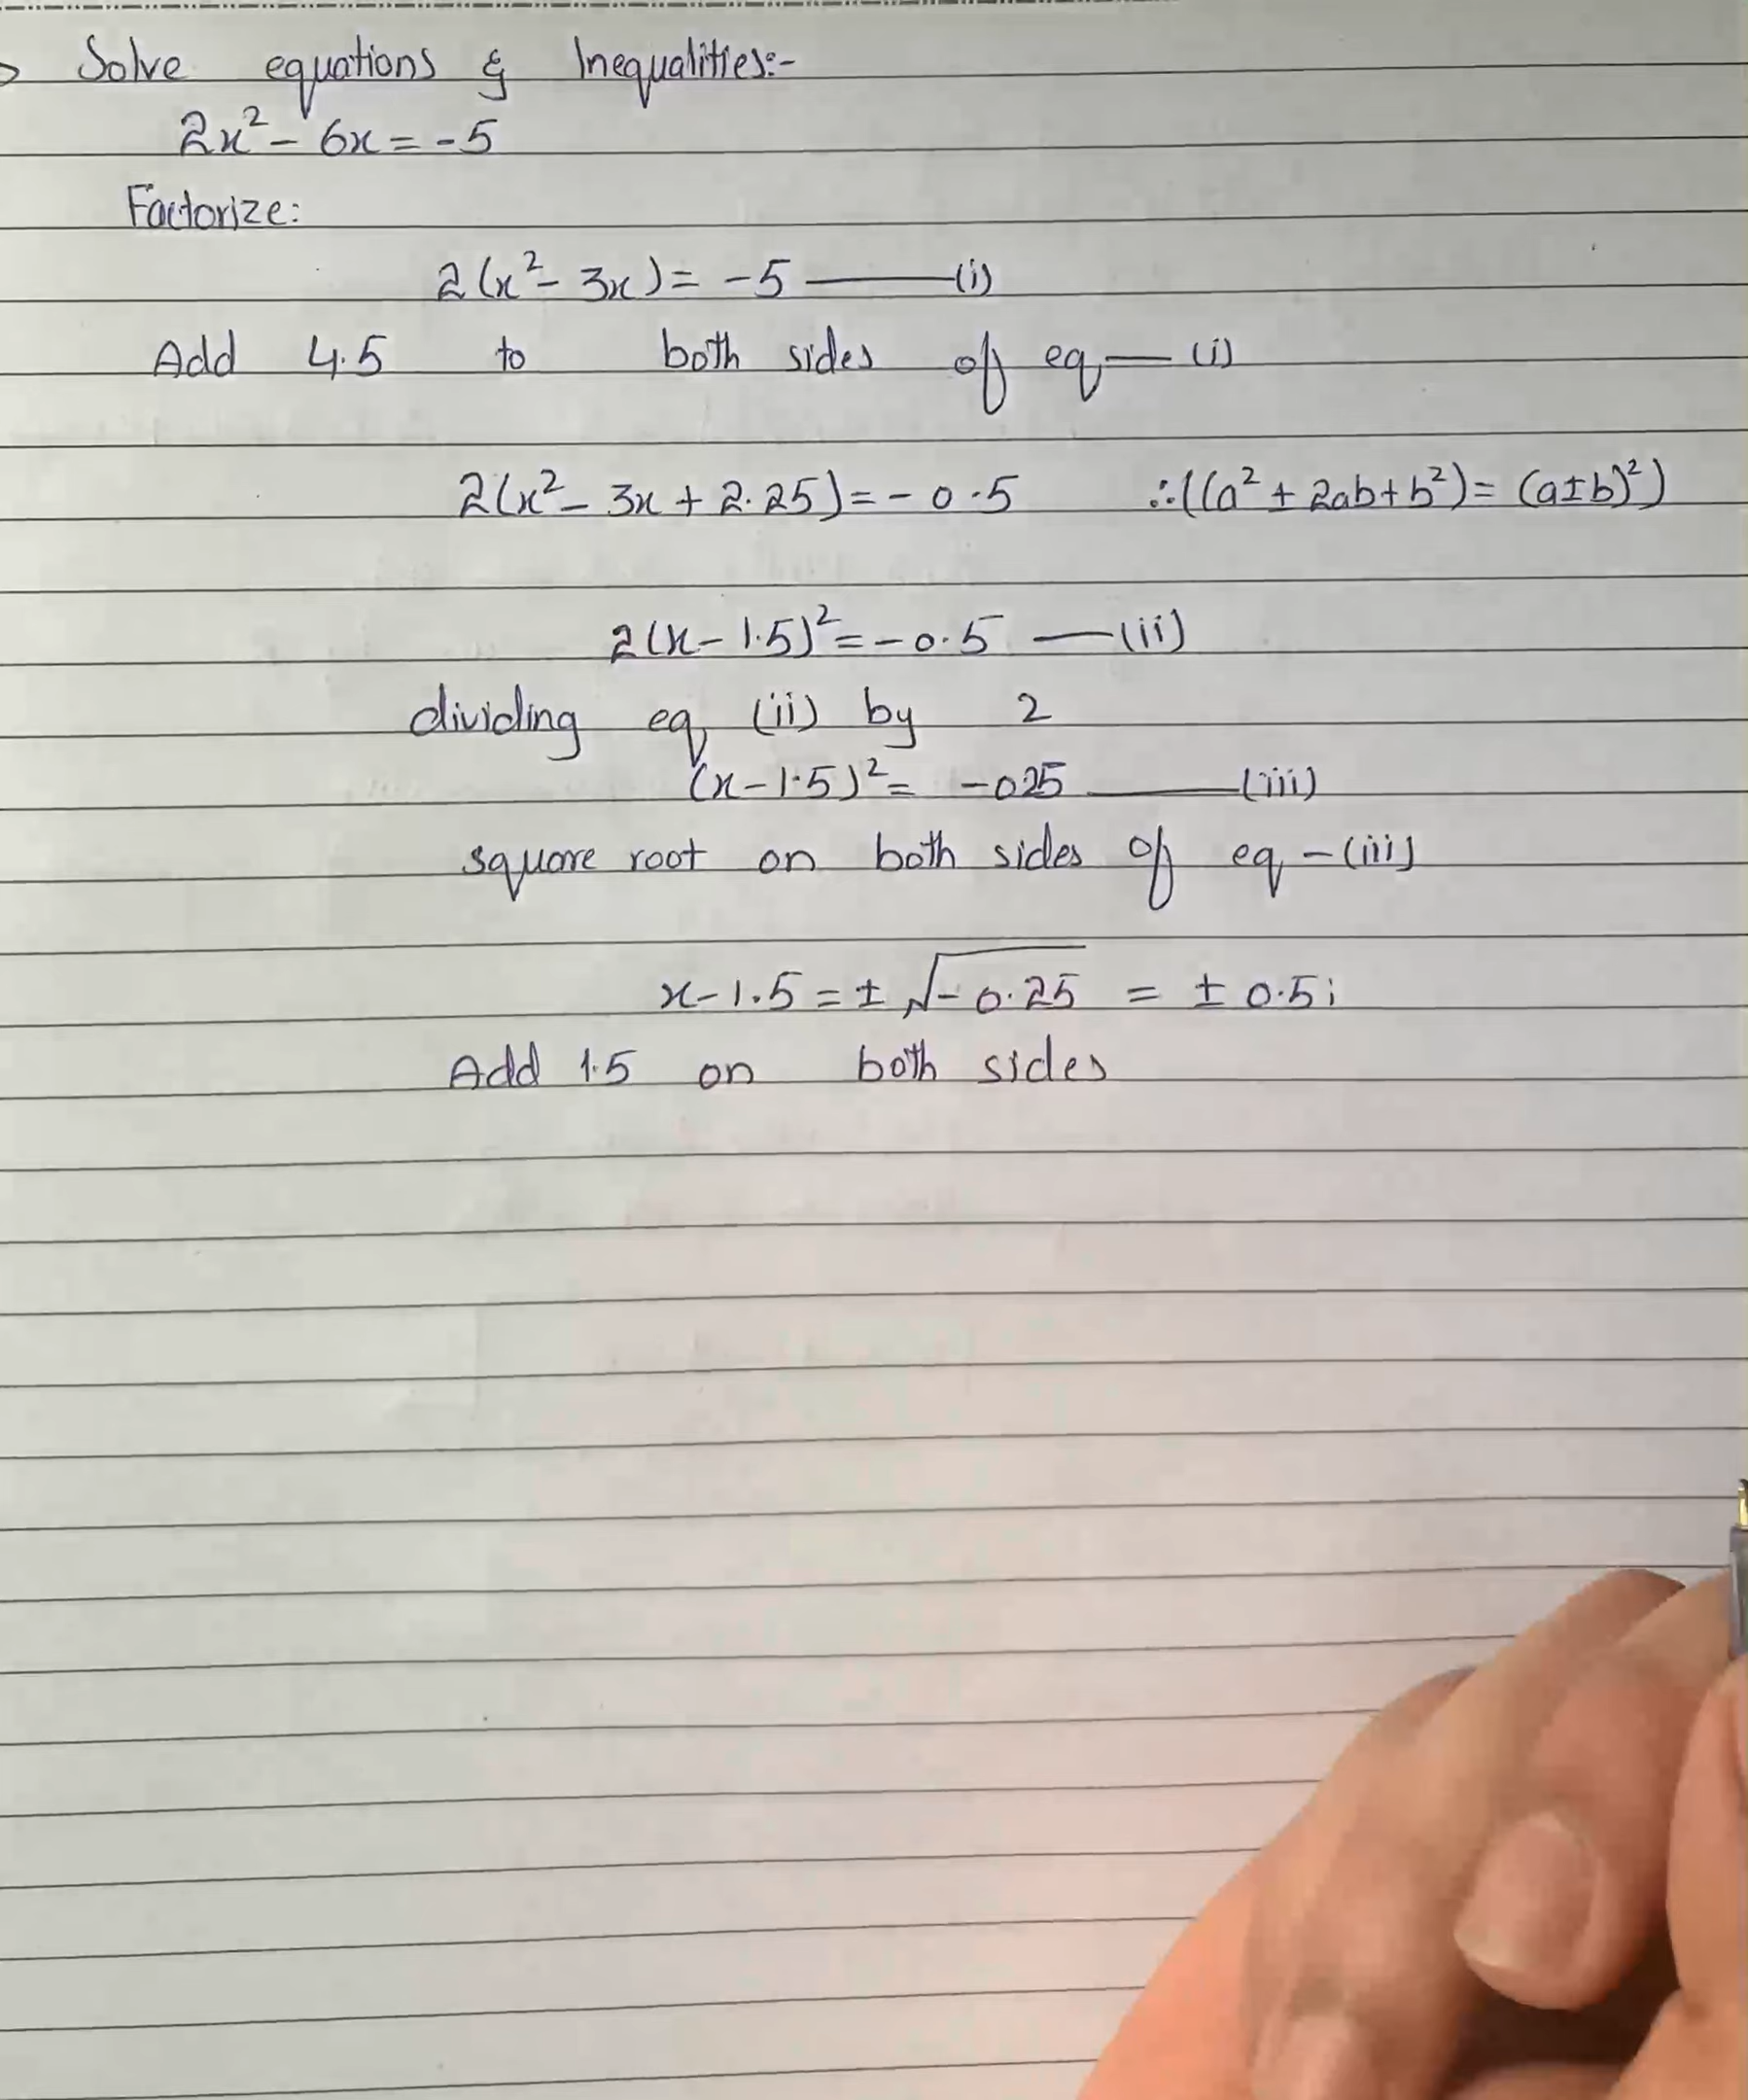 Solve equations & Inequalities:-
2x² - 6x = -5
Factorize:
2(x² - 3x) = -5 ——— (i)
Add 4.5 to both sides of eq — (i)
2(x² - 3x + 2.25) = - 0.5 ∴((a² ± 2ab + b²) = (a±b)²)
2(x - 1.5)² = - 0.5 — (ii)
dividing eq (ii) by 2
(x - 1.5)² = -025 ——— (iii)
square root on both sides of eq - (iii)
x - 1.5 = ± √-0.25 = ± 0.5i
Add 1.5 on both sides